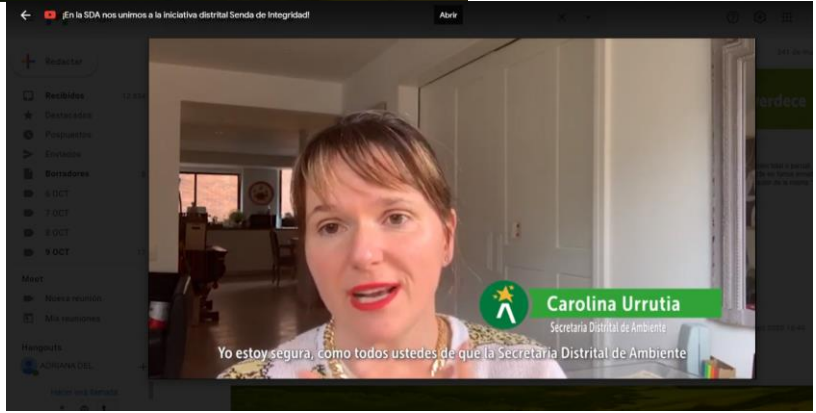 ¡En la SDA nos unimos a la iniciativa distrital Senda de Integridad!
Abrir
Redactar
Recibidos
Destacados
Pospuestos
Enviados
Borradores
6 OCT
7 OCT
8 OCT
9 OCT
Meet
Nueva reunión
Mis reuniones
Hangouts
verdece
Carolina Urrutia
Secretaria Distrital de Ambiente
Yo estoy segura, como todos ustedes de que la Secretaría Distrital de Ambiente